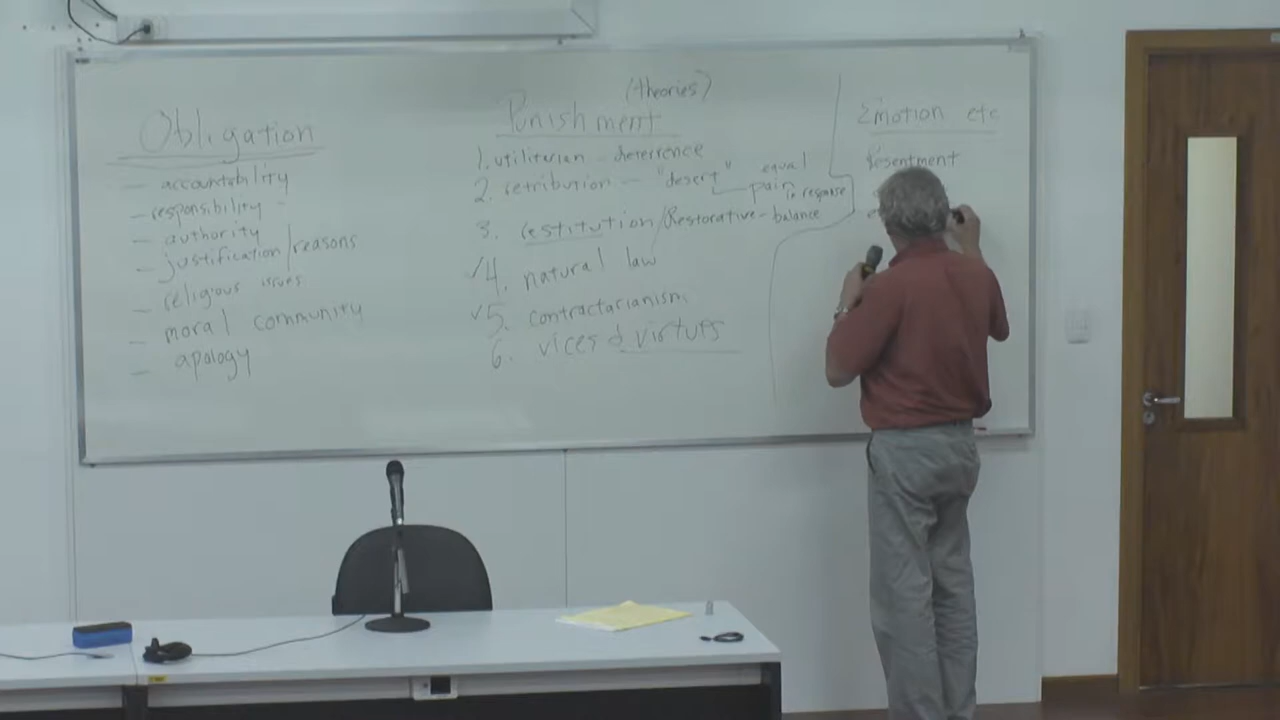 Obligation
— accountability
— responsibility —
— authority
— justification/reasons
— religious issues
— moral community
— apology
(theories)
Punishment
1. utilitarian - deterrence
2. retribution — "desert" — equal pain in response
3. restitution/Restorative - balance
✓4. natural law
✓5. contractarianism
6. vices & virtues
Emotion etc
resentment